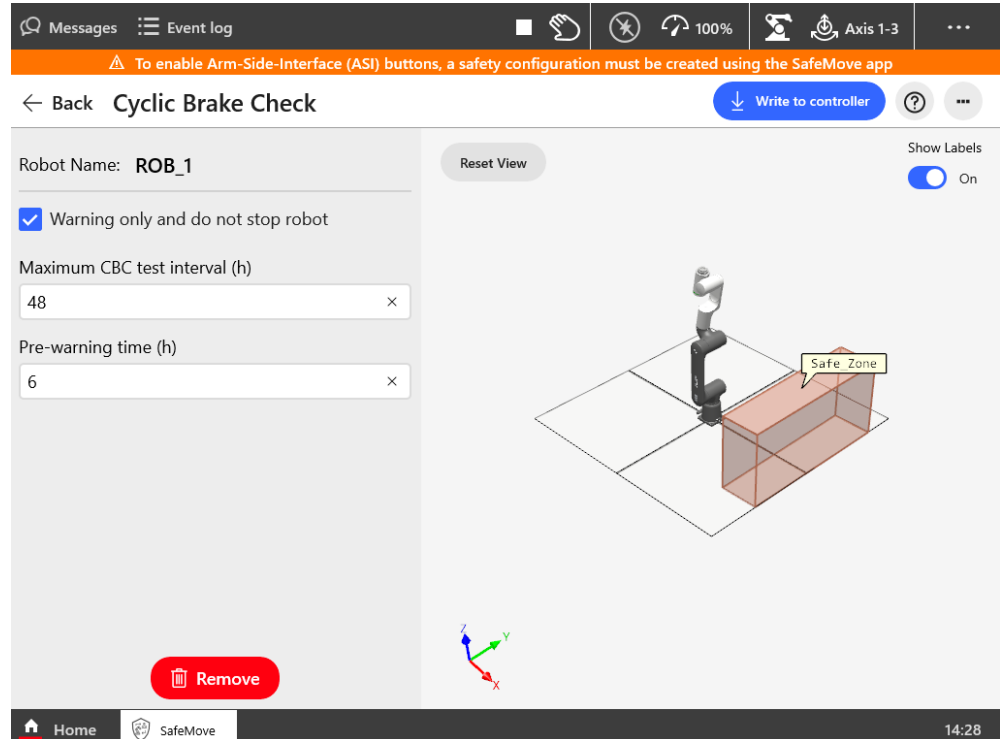 Messages Event log 100% Axis 1-3 ...
To enable Arm-Side-Interface (ASI) buttons, a safety configuration must be created using the SafeMove app
Back Cyclic Brake Check Write to controller ? ...
Robot Name: ROB_1
Reset View
Show Labels
On
Warning only and do not stop robot
Maximum CBC test interval (h)
48
Pre-warning time (h)
6
Safe_Zone
Z
Y
X
Remove
Home SafeMove 14:28